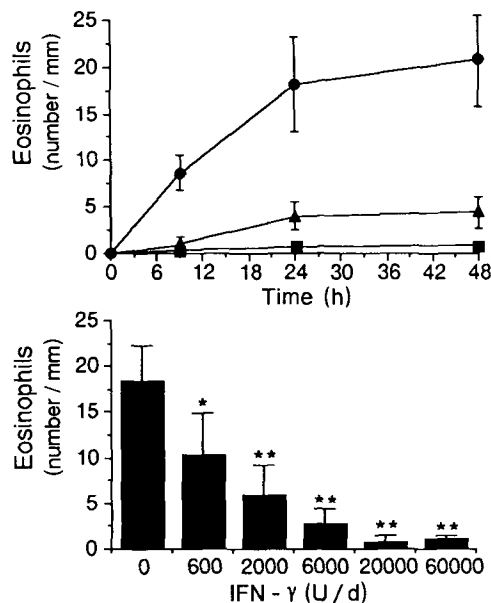 Eosinophils
(number / mm)
25
20
15
10
5
0
0 6 12 18 24 30 36 42 48
Time (h)
Eosinophils
(number / mm)
25
20
15
10
5
0
* ** ** ** **
0 600 2000 6000 20000 60000
IFN - γ (U / d)